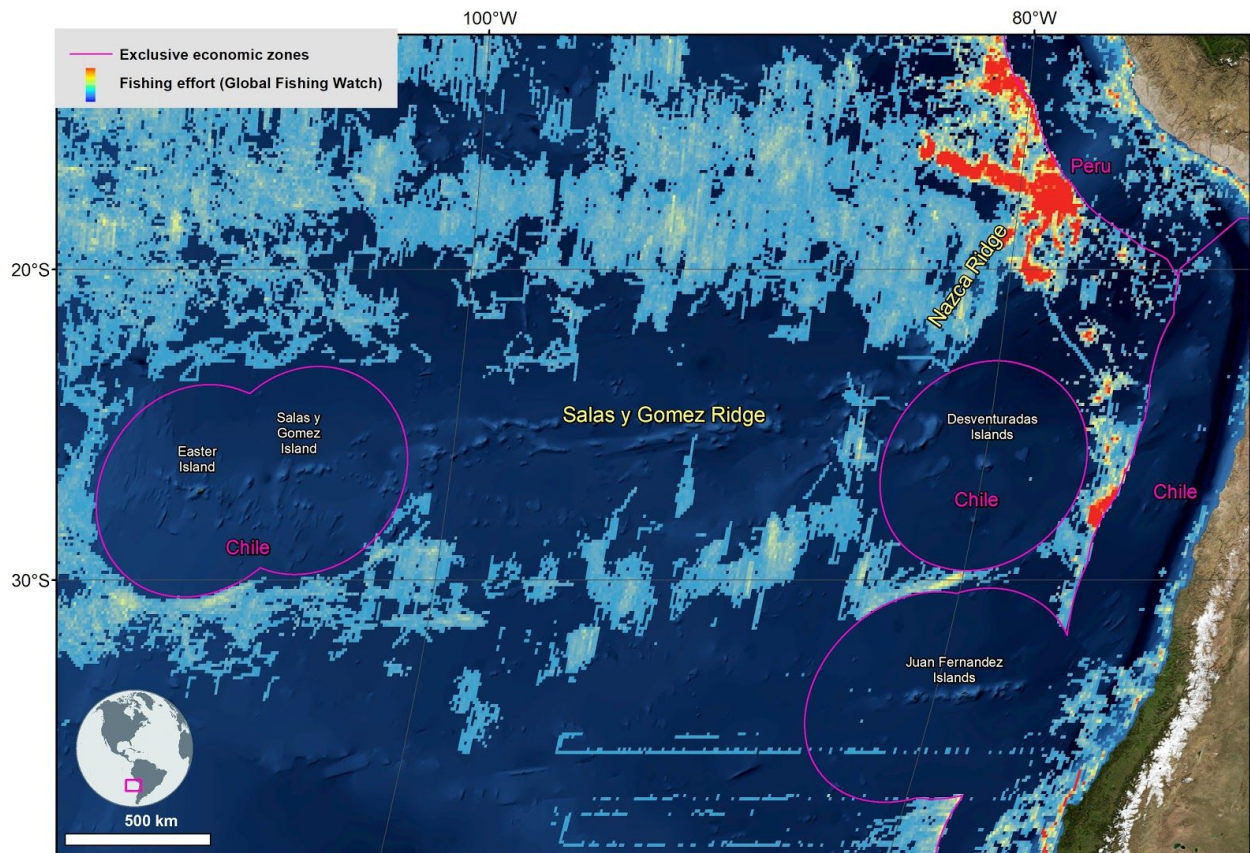 100°W
80°W
Exclusive economic zones
Fishing effort (Global Fishing Watch)
Peru
20°S
Nazca Ridge
Salas y Gomez Ridge
Salas y
Gomez
Island
Desventuradas
Islands
Easter
Island
Chile
Chile
Chile
30°S
Juan Fernandez
Islands
500 km